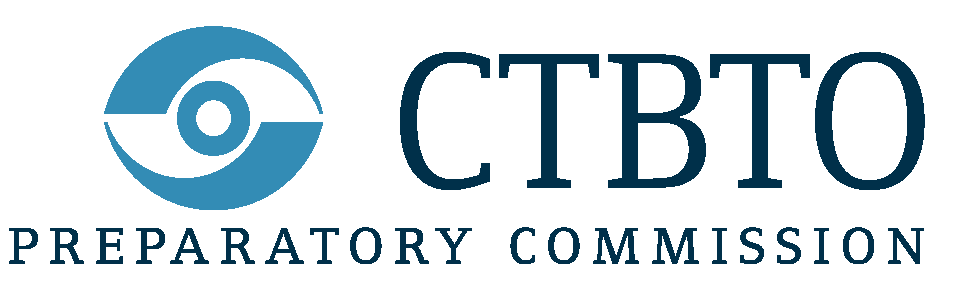 CTBTO
PREPARATORY COMMISSION